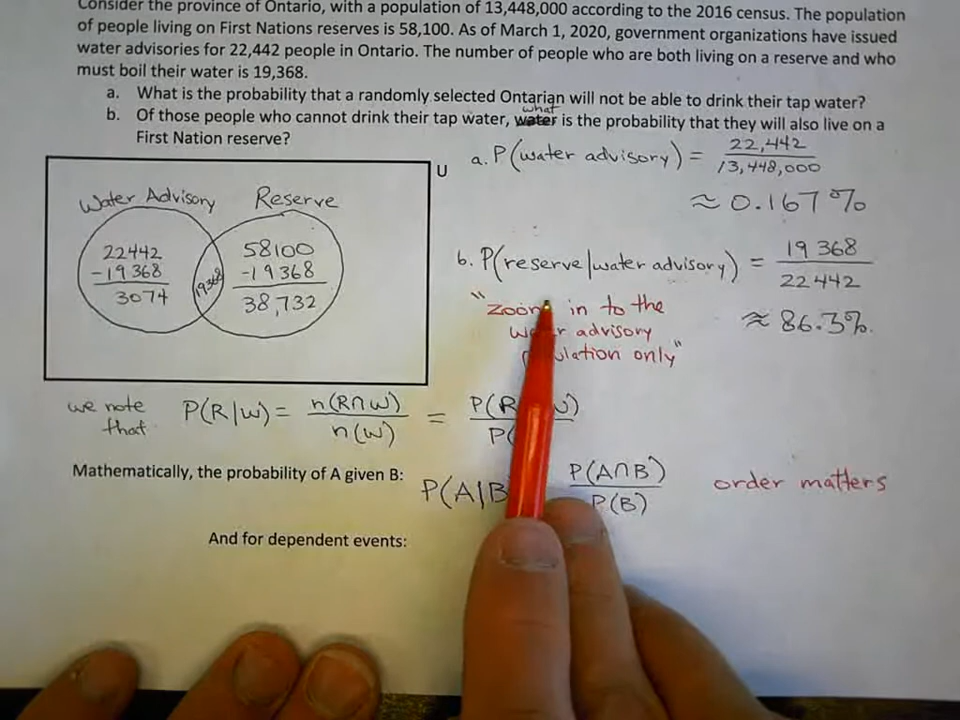 Consider the province of Ontario, with a population of 13,448,000 according to the 2016 census. The population
of people living on First Nations reserves is 58,100. As of March 1, 2020, government organizations have issued
water advisories for 22,442 people in Ontario. The number of people who are both living on a reserve and who
must boil their water is 19,368.
a. What is the probability that a randomly selected Ontarian will not be able to drink their tap water?
what
b. Of those people who cannot drink their tap water, water is the probability that they will also live on a
First Nation reserve?
U
Water Advisory Reserve
22442
-19368
3074
19368
58100
-19368
38,732
a. P(water advisory) = 22,442 / 13,448,000
≈ 0.167%
b. P(reserve/water advisory) = 19 368 / 22442
≈ 86.3%.
"zoom in to the
advisory
only"
we note
that
P(R/W) = n(R∩W) / n(W) =
Mathematically, the probability of A given B: P(A|B P(A∩B) / P(B)
order matters
And for dependent events: